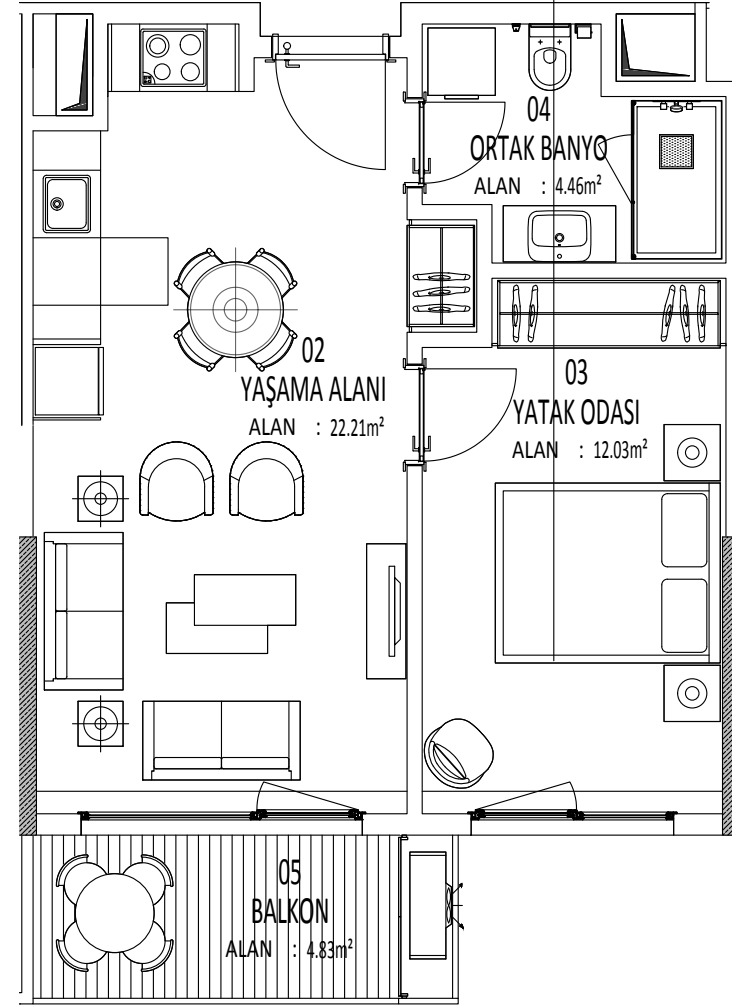 04
ORTAK BANYO
ALAN : 4.46m²
02
YAŞAMA ALANI
ALAN : 22.21m²
03
YATAK ODASI
ALAN : 12.03m²
05
BALKON
ALAN : 4.83m²